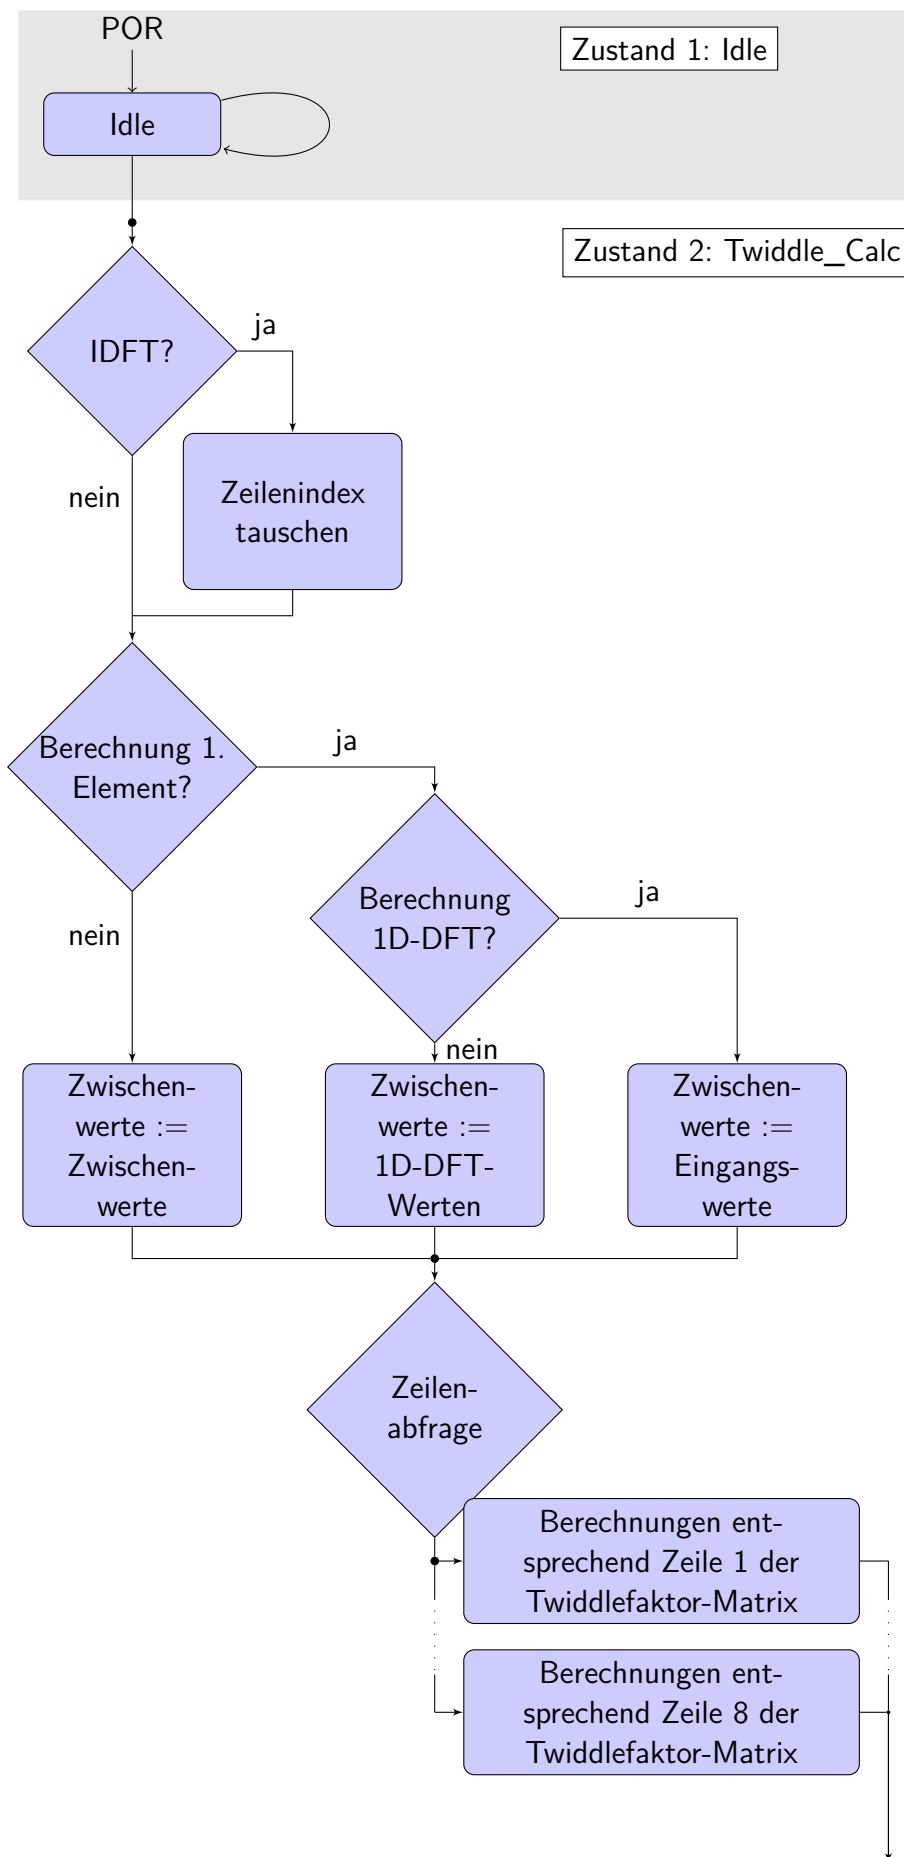 POR
Zustand 1: Idle
Idle
Zustand 2: Twiddle_Calc
IDFT?
ja
nein
Zeilenindex
tauschen
Berechnung 1.
Element?
ja
nein
Berechnung
1D-DFT?
ja
nein
Zwischen-
werte :=
Zwischen-
werte
Zwischen-
werte :=
1D-DFT-
Werten
Zwischen-
werte :=
Eingangs-
werte
Zeilen-
abfrage
Berechnungen ent-
sprechend Zeile 1 der
Twiddlefaktor-Matrix
Berechnungen ent-
sprechend Zeile 8 der
Twiddlefaktor-Matrix